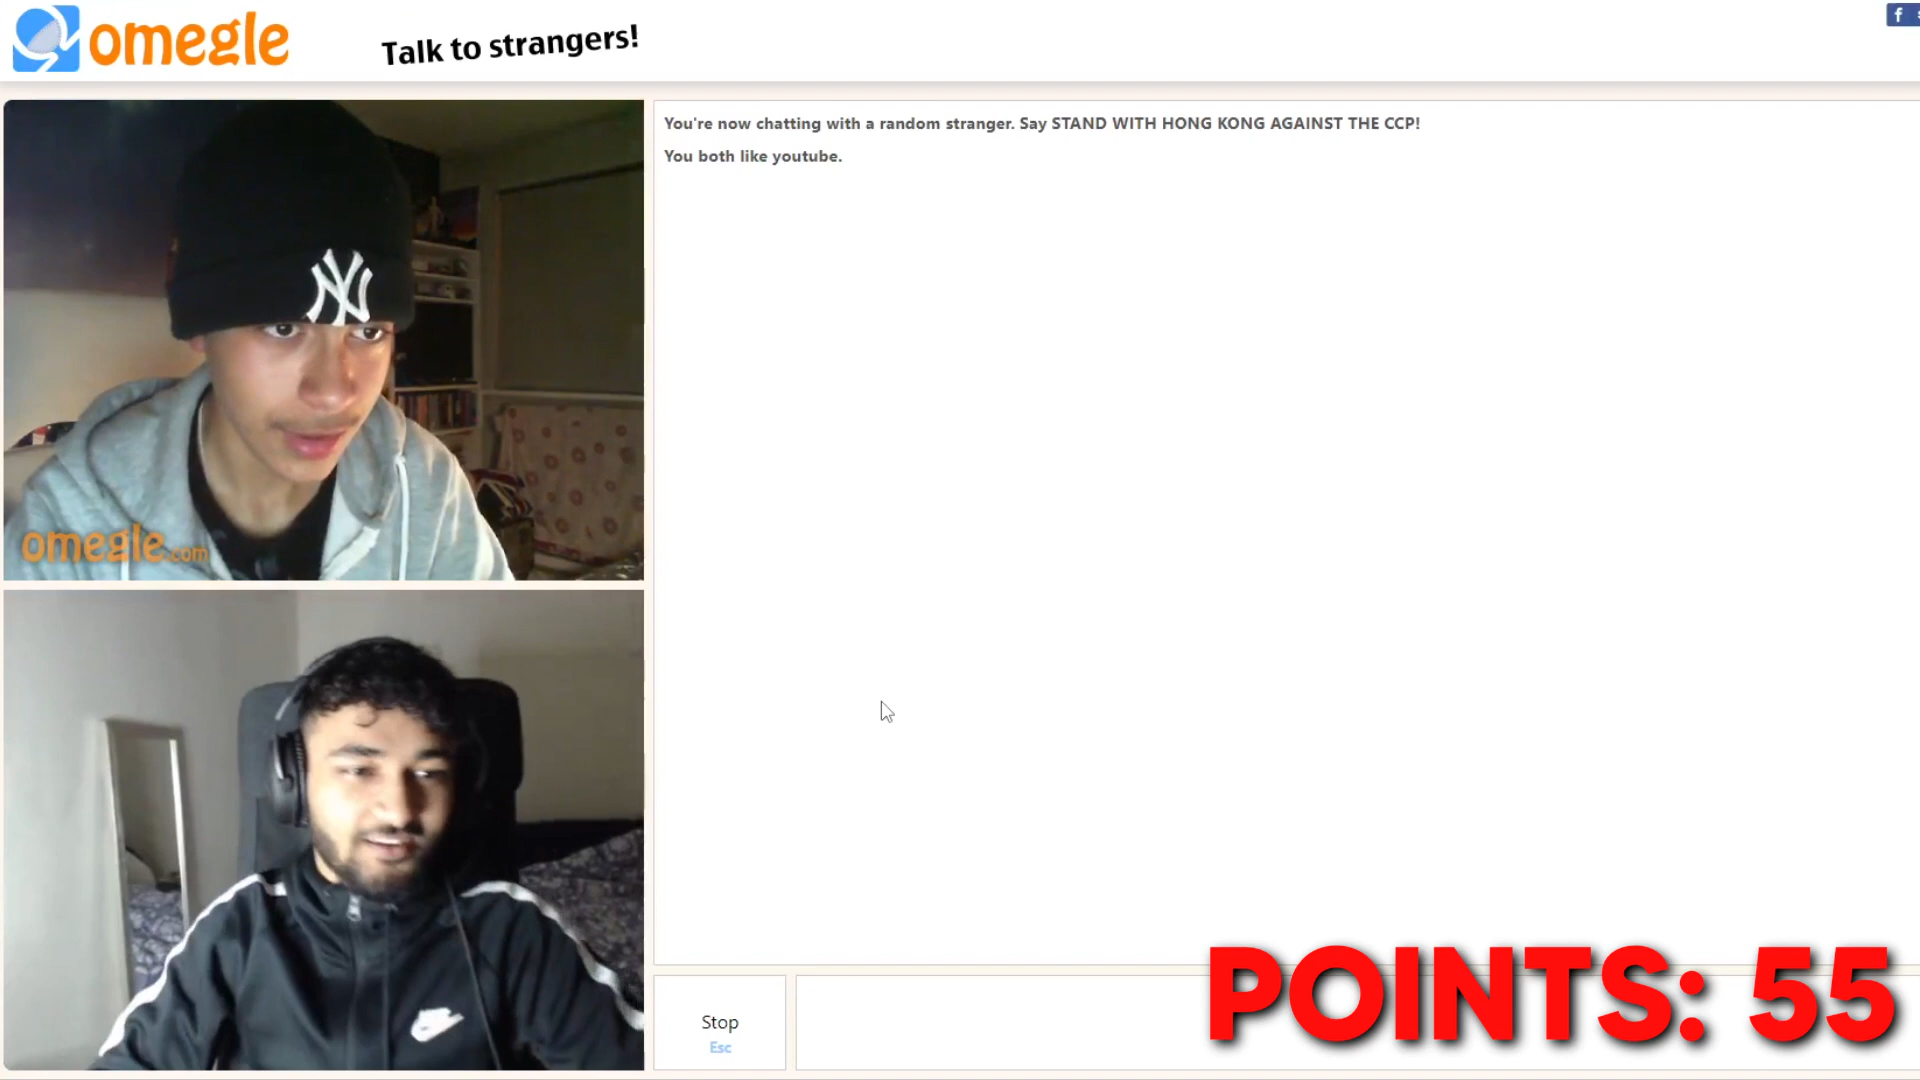 omegle
Talk to strangers!
f
You're now chatting with a random stranger. Say STAND WITH HONG KONG AGAINST THE CCP!
You both like youtube.
NY
omegle.com
Stop
Esc
POINTS: 55